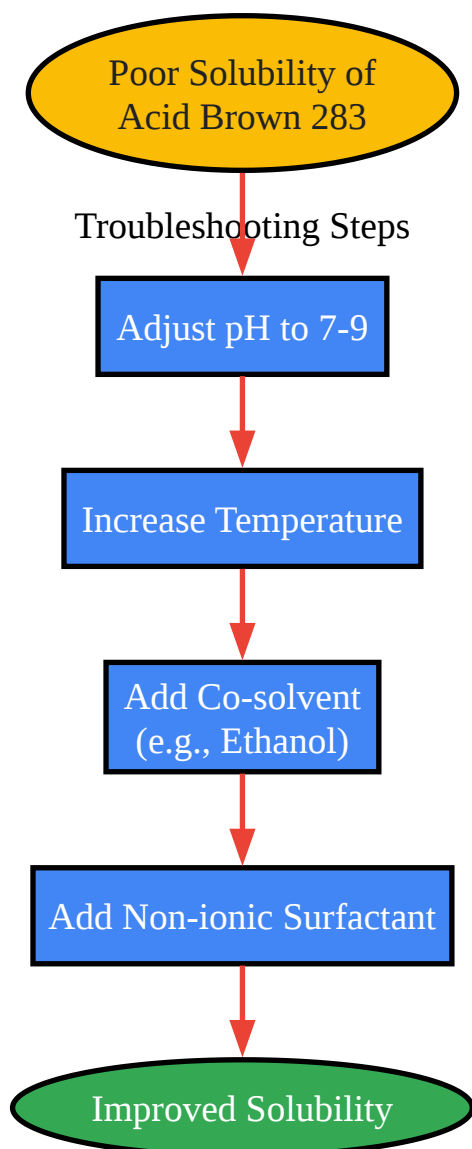 Poor Solubility of
Acid Brown 283
Troubleshooting Steps
Adjust pH to 7-9
Increase Temperature
Add Co-solvent
(e.g., Ethanol)
Add Non-ionic Surfactant
Improved Solubility